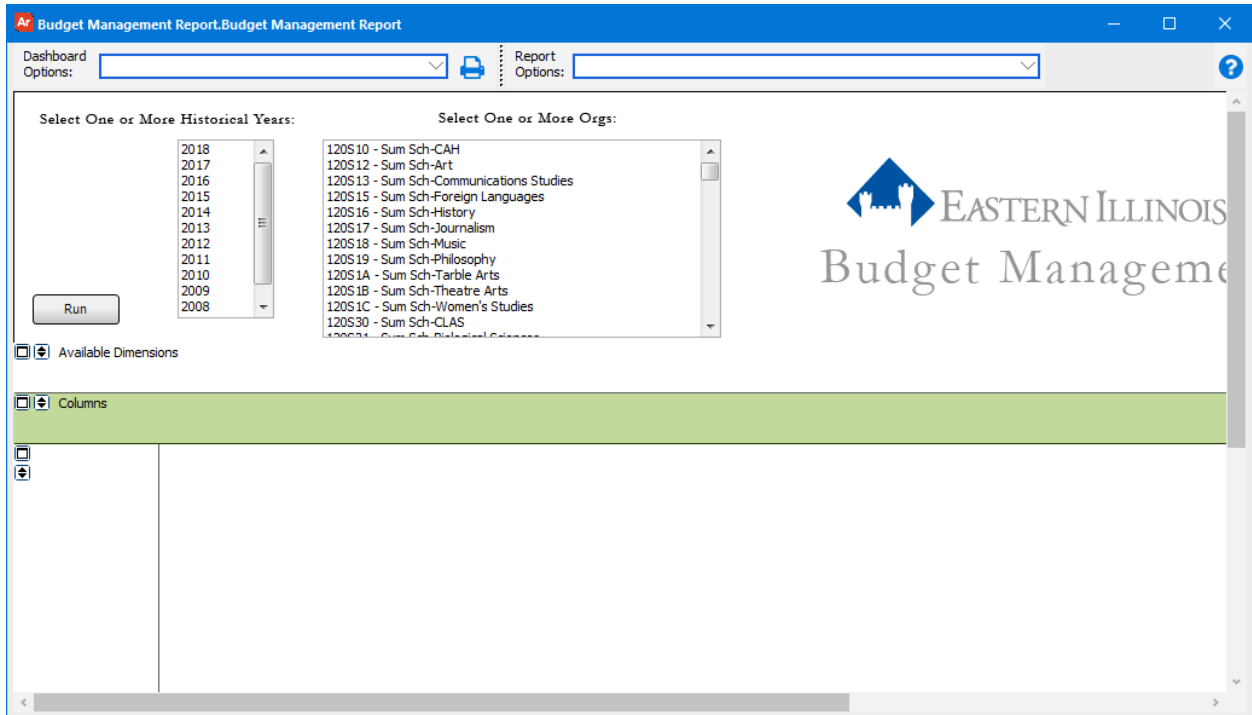 Ar Budget Management Report.Budget Management Report
Dashboard
Options:
Report
Options:
?
Select One or More Historical Years:
2018
2017
2016
2015
2014
2013
2012
2011
2010
2009
2008
Run
Select One or More Orgs:
120S10 - Sum Sch-CAH
120S12 - Sum Sch-Art
120S13 - Sum Sch-Communications Studies
120S15 - Sum Sch-Foreign Languages
120S16 - Sum Sch-History
120S17 - Sum Sch-Journalism
120S18 - Sum Sch-Music
120S19 - Sum Sch-Philosophy
120S1A - Sum Sch-Tarble Arts
120S1B - Sum Sch-Theatre Arts
120S1C - Sum Sch-Women's Studies
120S30 - Sum Sch-CLAS
EASTERN ILLINOIS
Budget Manageme
Available Dimensions
Columns